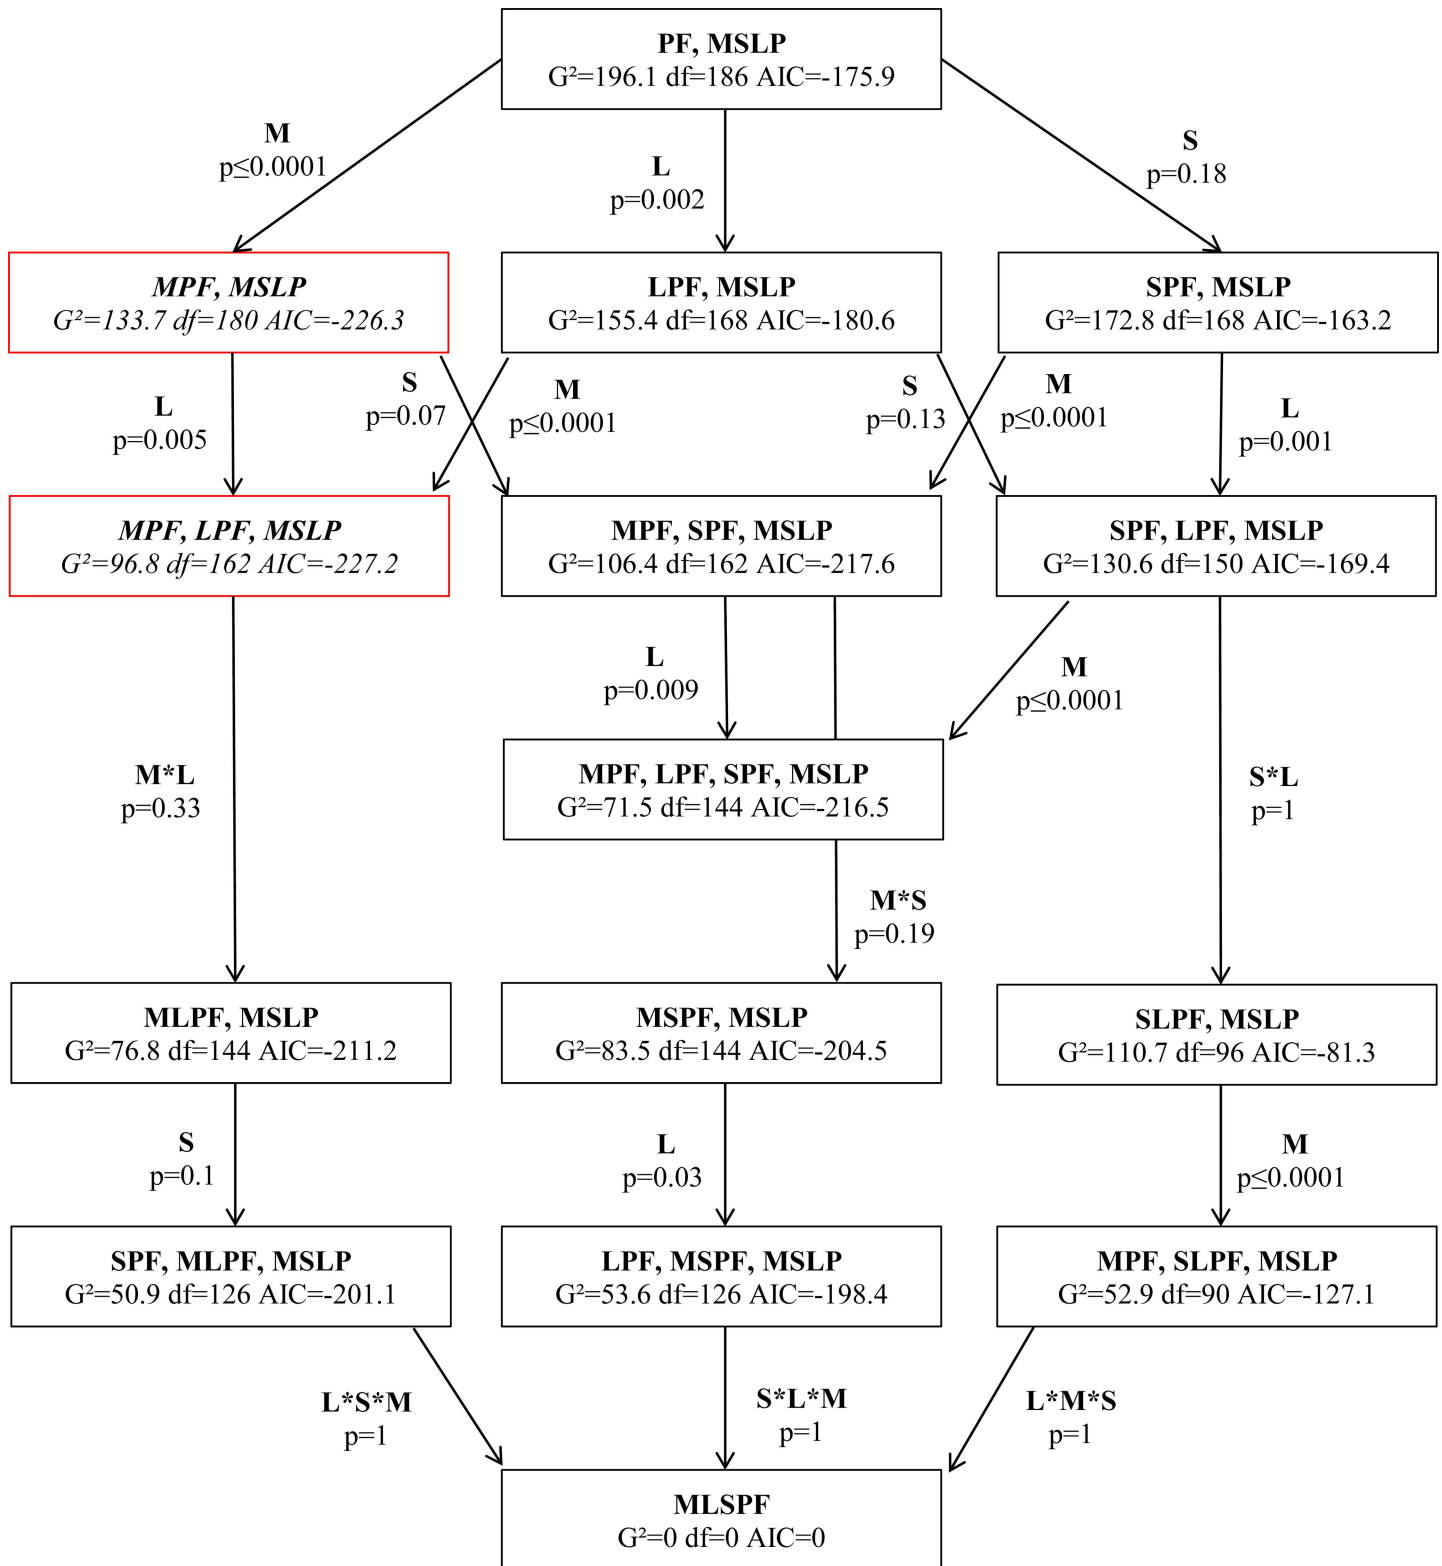 PF, MSLP
G²=196.1 df=186 AIC=-175.9
M
p≤0.0001
L
p=0.002
S
p=0.18
MPF, MSLP
G²=133.7 df=180 AIC=-226.3
LPF, MSLP
G²=155.4 df=168 AIC=-180.6
SPF, MSLP
G²=172.8 df=168 AIC=-163.2
L
p=0.005
S
p=0.07
M
p≤0.0001
S
p=0.13
M
p≤0.0001
L
p=0.001
MPF, LPF, MSLP
G²=96.8 df=162 AIC=-227.2
MPF, SPF, MSLP
G²=106.4 df=162 AIC=-217.6
SPF, LPF, MSLP
G²=130.6 df=150 AIC=-169.4
L
p=0.009
M
p≤0.0001
MPF, LPF, SPF, MSLP
G²=71.5 df=144 AIC=-216.5
M*L
p=0.33
S*L
p=1
M*S
p=0.19
MLPF, MSLP
G²=76.8 df=144 AIC=-211.2
MSPF, MSLP
G²=83.5 df=144 AIC=-204.5
SLPF, MSLP
G²=110.7 df=96 AIC=-81.3
S
p=0.1
L
p=0.03
M
p≤0.0001
SPF, MLPF, MSLP
G²=50.9 df=126 AIC=-201.1
LPF, MSPF, MSLP
G²=53.6 df=126 AIC=-198.4
MPF, SLPF, MSLP
G²=52.9 df=90 AIC=-127.1
L*S*M
p=1
S*L*M
p=1
L*M*S
p=1
MLSPF
G²=0 df=0 AIC=0